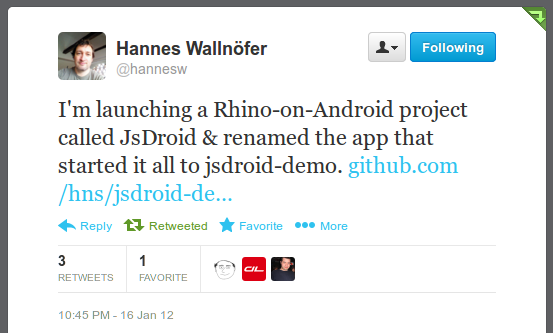 Hannes Wallnöfer
@hannesw
Following
I'm launching a Rhino-on-Android project
called JsDroid & renamed the app that
started it all to jsdroid-demo. github.com
/hns/jsdroid-de...
Reply Retweeted Favorite More
3 1
RETWEETS FAVORITE
10:45 PM - 16 Jan 12